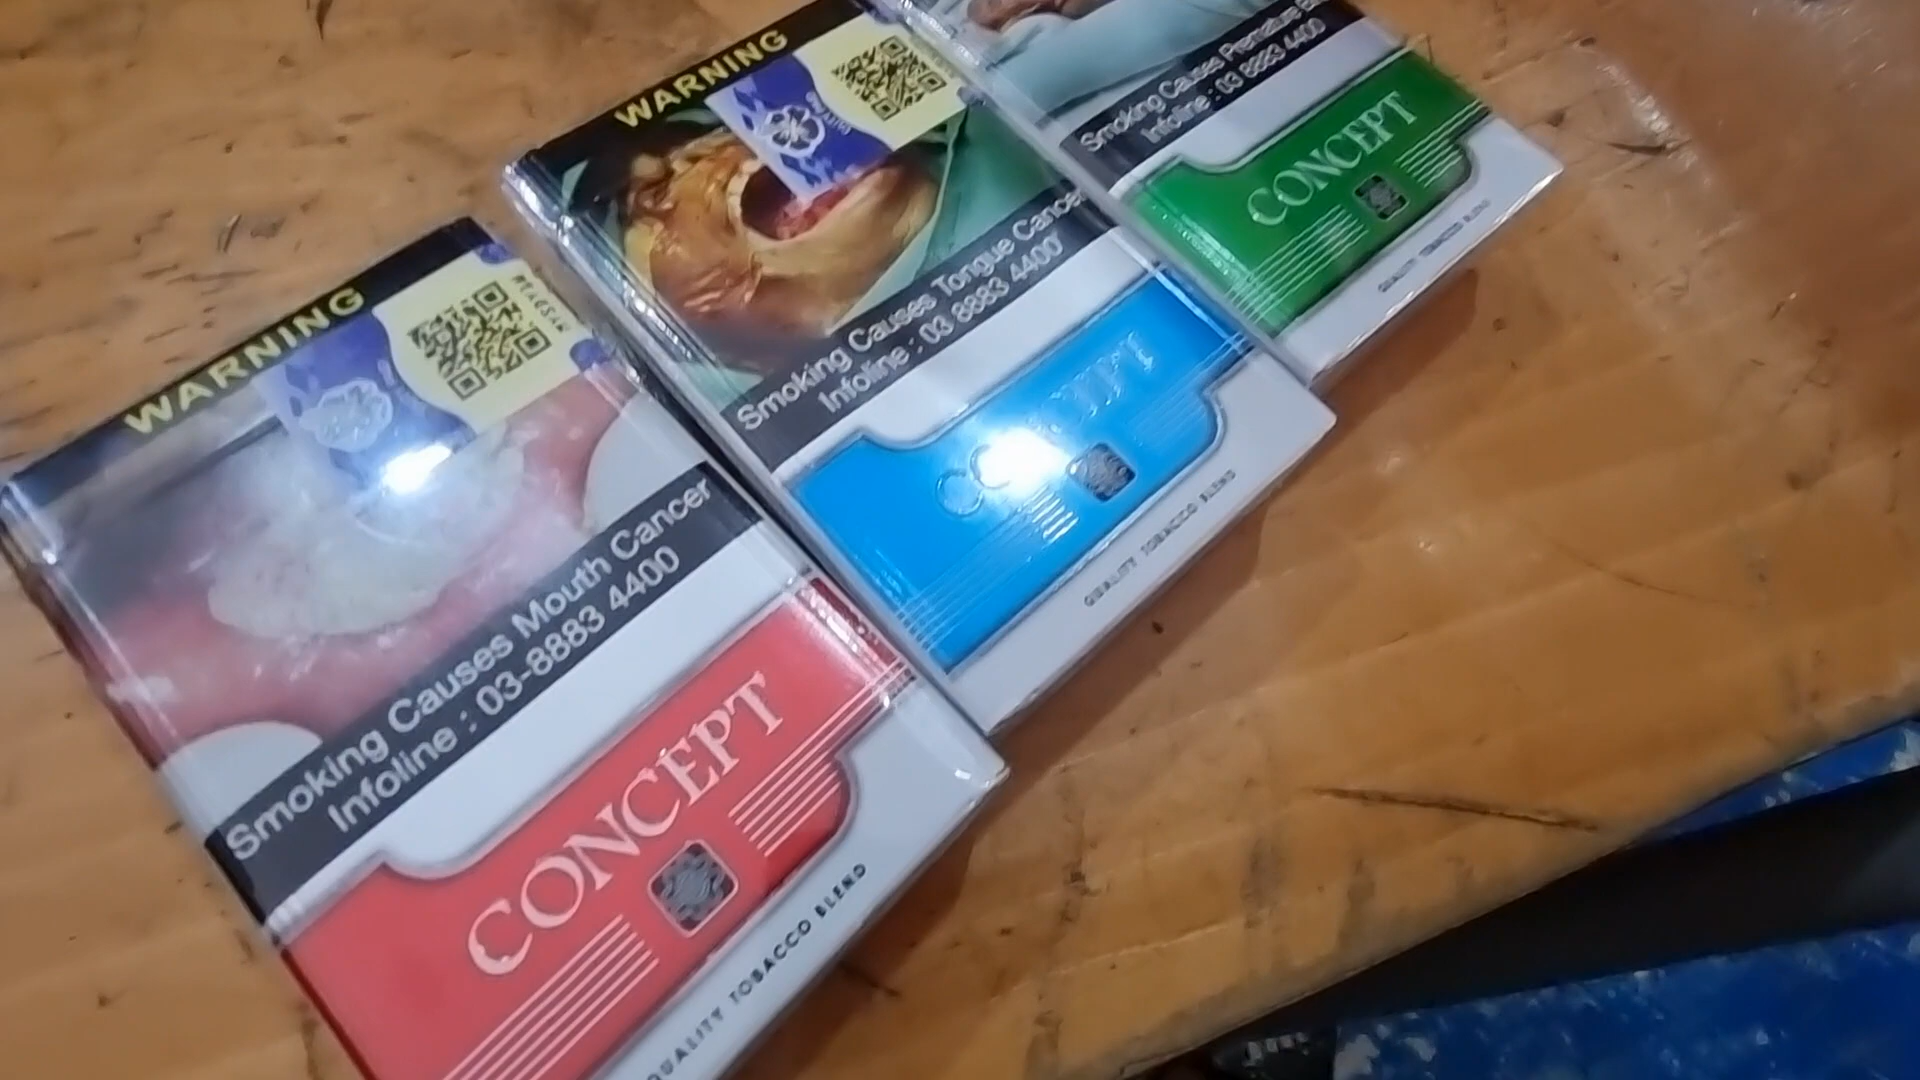 WARNING
Smoking Causes Mouth Cancer
Infoline : 03-8883 4400
CONCEPT
QUALITY TOBACCO BLEND
WARNING
Smoking Causes Tongue Cancer
Infoline : 03 8883 4400
CONCEPT
QUALITY TOBACCO BLEND
Smoking Causes Premature
Infoline : 03 8883 4400
CONCEPT
QUALITY TOBACCO BLEND